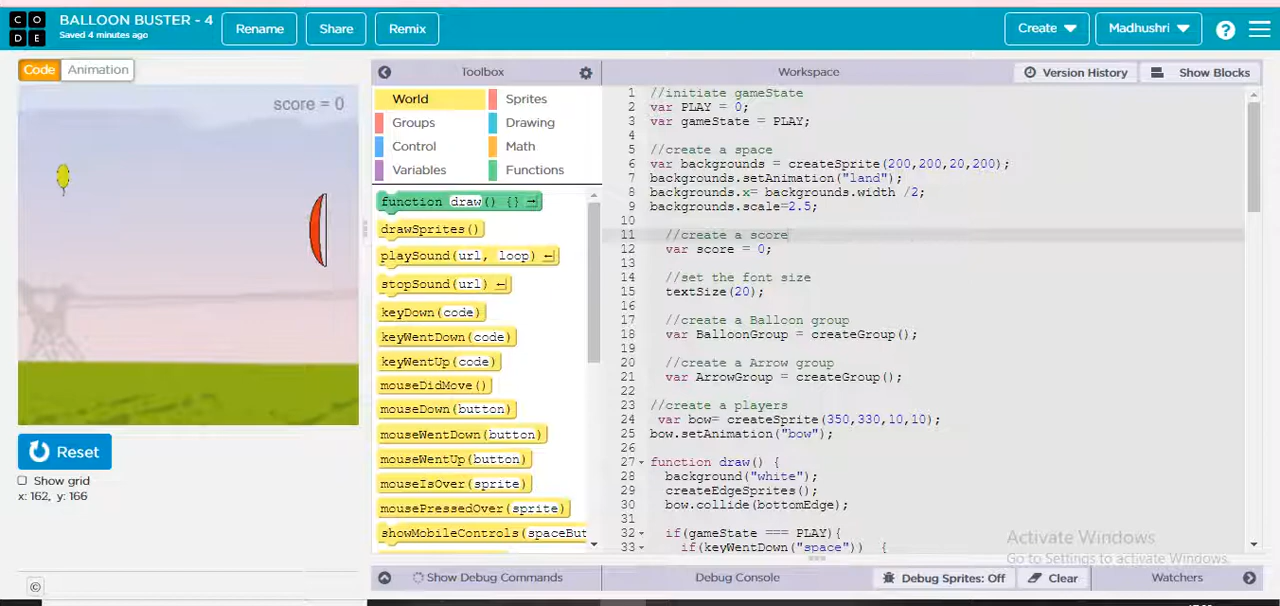 CODE
BALLOON BUSTER - 4
Saved 4 minutes ago
Rename
Share
Remix
Create
Madhushri
?
Code
Animation
Toolbox
Workspace
Version History
Show Blocks
score = 0
World
Sprites
Groups
Drawing
Control
Math
Variables
Functions
function draw() {}
drawSprites()
playSound(url, loop)
stopSound(url)
keyDown(code)
keyWentDown(code)
keyWentUp(code)
mouseDidMove()
mouseDown(button)
mouseWentDown(button)
mouseWentUp(button)
mouseIsOver(sprite)
mousePressedOver(sprite)
showMobileControls(spaceBut
1 //initiate gameState
2 var PLAY = 0;
3 var gameState = PLAY;
4
5 //create a space
6 var backgrounds = createSprite(200,200,20,200);
7 backgrounds.setAnimation("land");
8 backgrounds.x= backgrounds.width /2;
9 backgrounds.scale=2.5;
10
11 //create a score
12 var score = 0;
13
14 //set the font size
15 textSize(20);
16
17 //create a Balloon group
18 var BalloonGroup = createGroup();
19
20 //create a Arrow group
21 var ArrowGroup = createGroup();
22
23 //create a players
24 var bow= createSprite(350,330,10,10);
25 bow.setAnimation("bow");
26
27 function draw() {
28 background("white");
29 createEdgeSprites();
30 bow.collide(bottomEdge);
31
32 if(gameState === PLAY){
33 if(keyWentDown("space")) {
Reset
Show grid
x: 162, y: 166
Activate Windows
Go to Settings to activate Windows.
©
Show Debug Commands
Debug Console
Debug Sprites: Off
Clear
Watchers